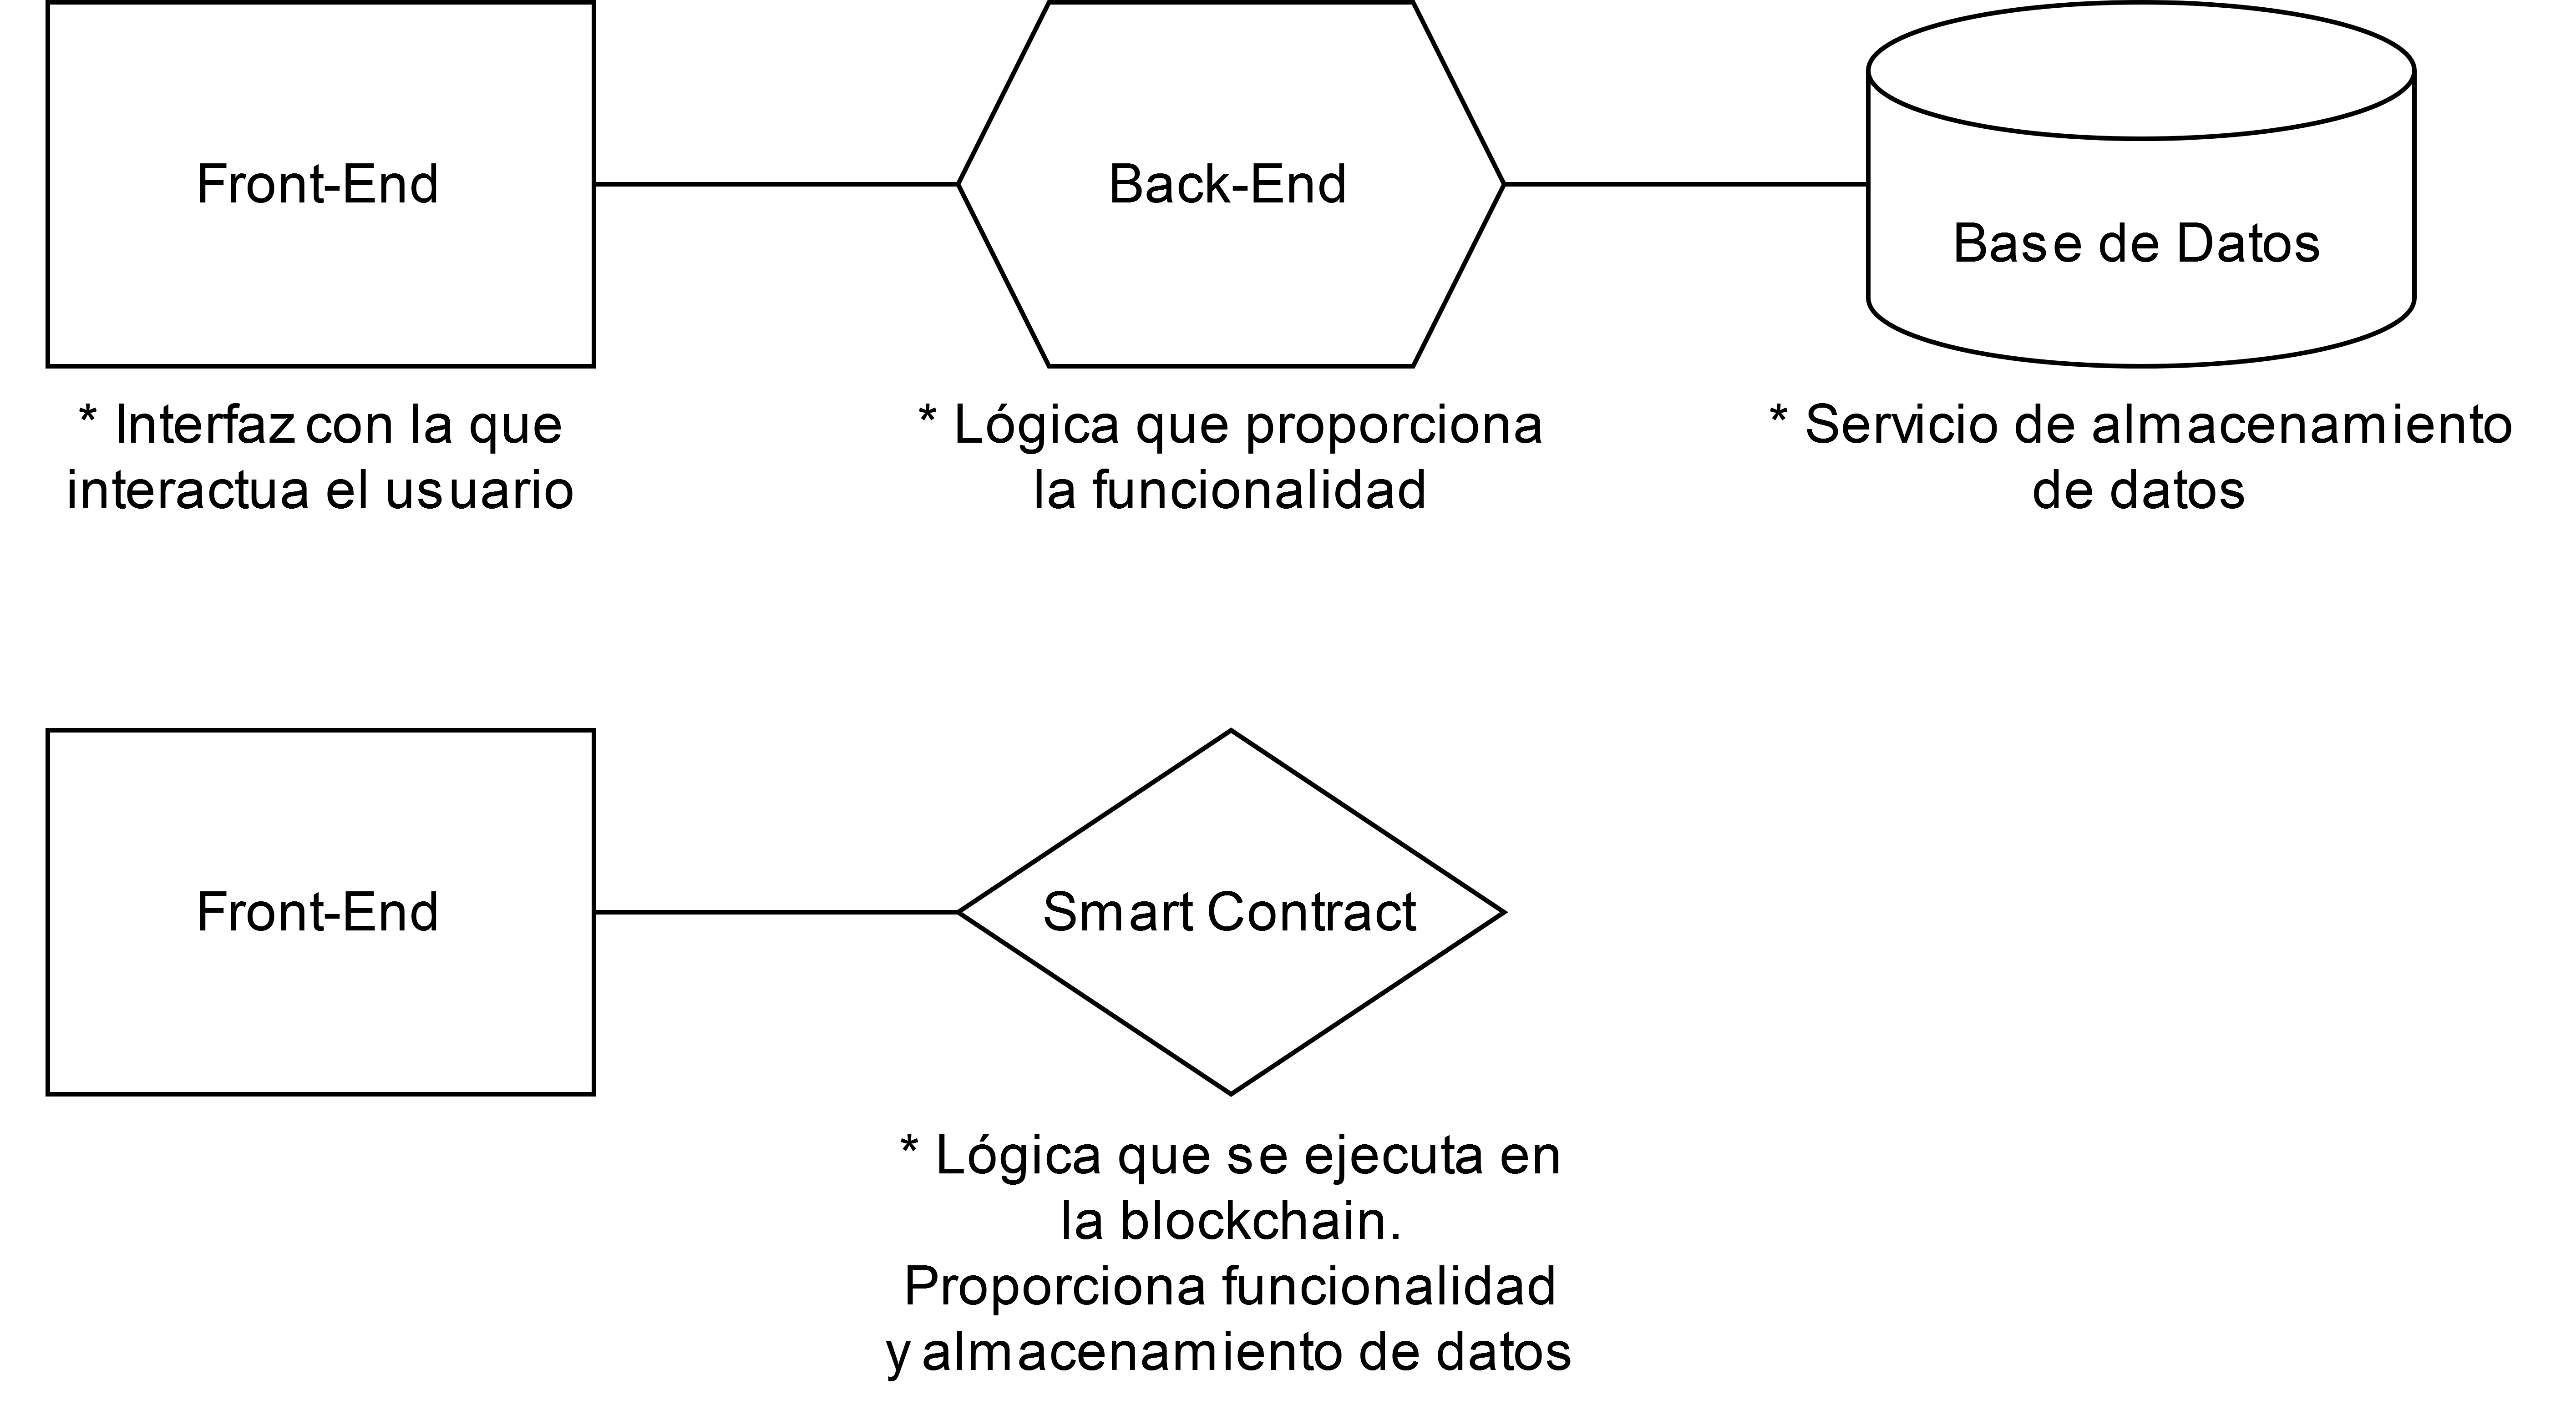 Front-End
Back-End
Base de Datos
* Interfaz con la que
interactua el usuario
* Lógica que proporciona
la funcionalidad
* Servicio de almacenamiento
de datos
Front-End
Smart Contract
* Lógica que se ejecuta en
la blockchain.
Proporciona funcionalidad
y almacenamiento de datos